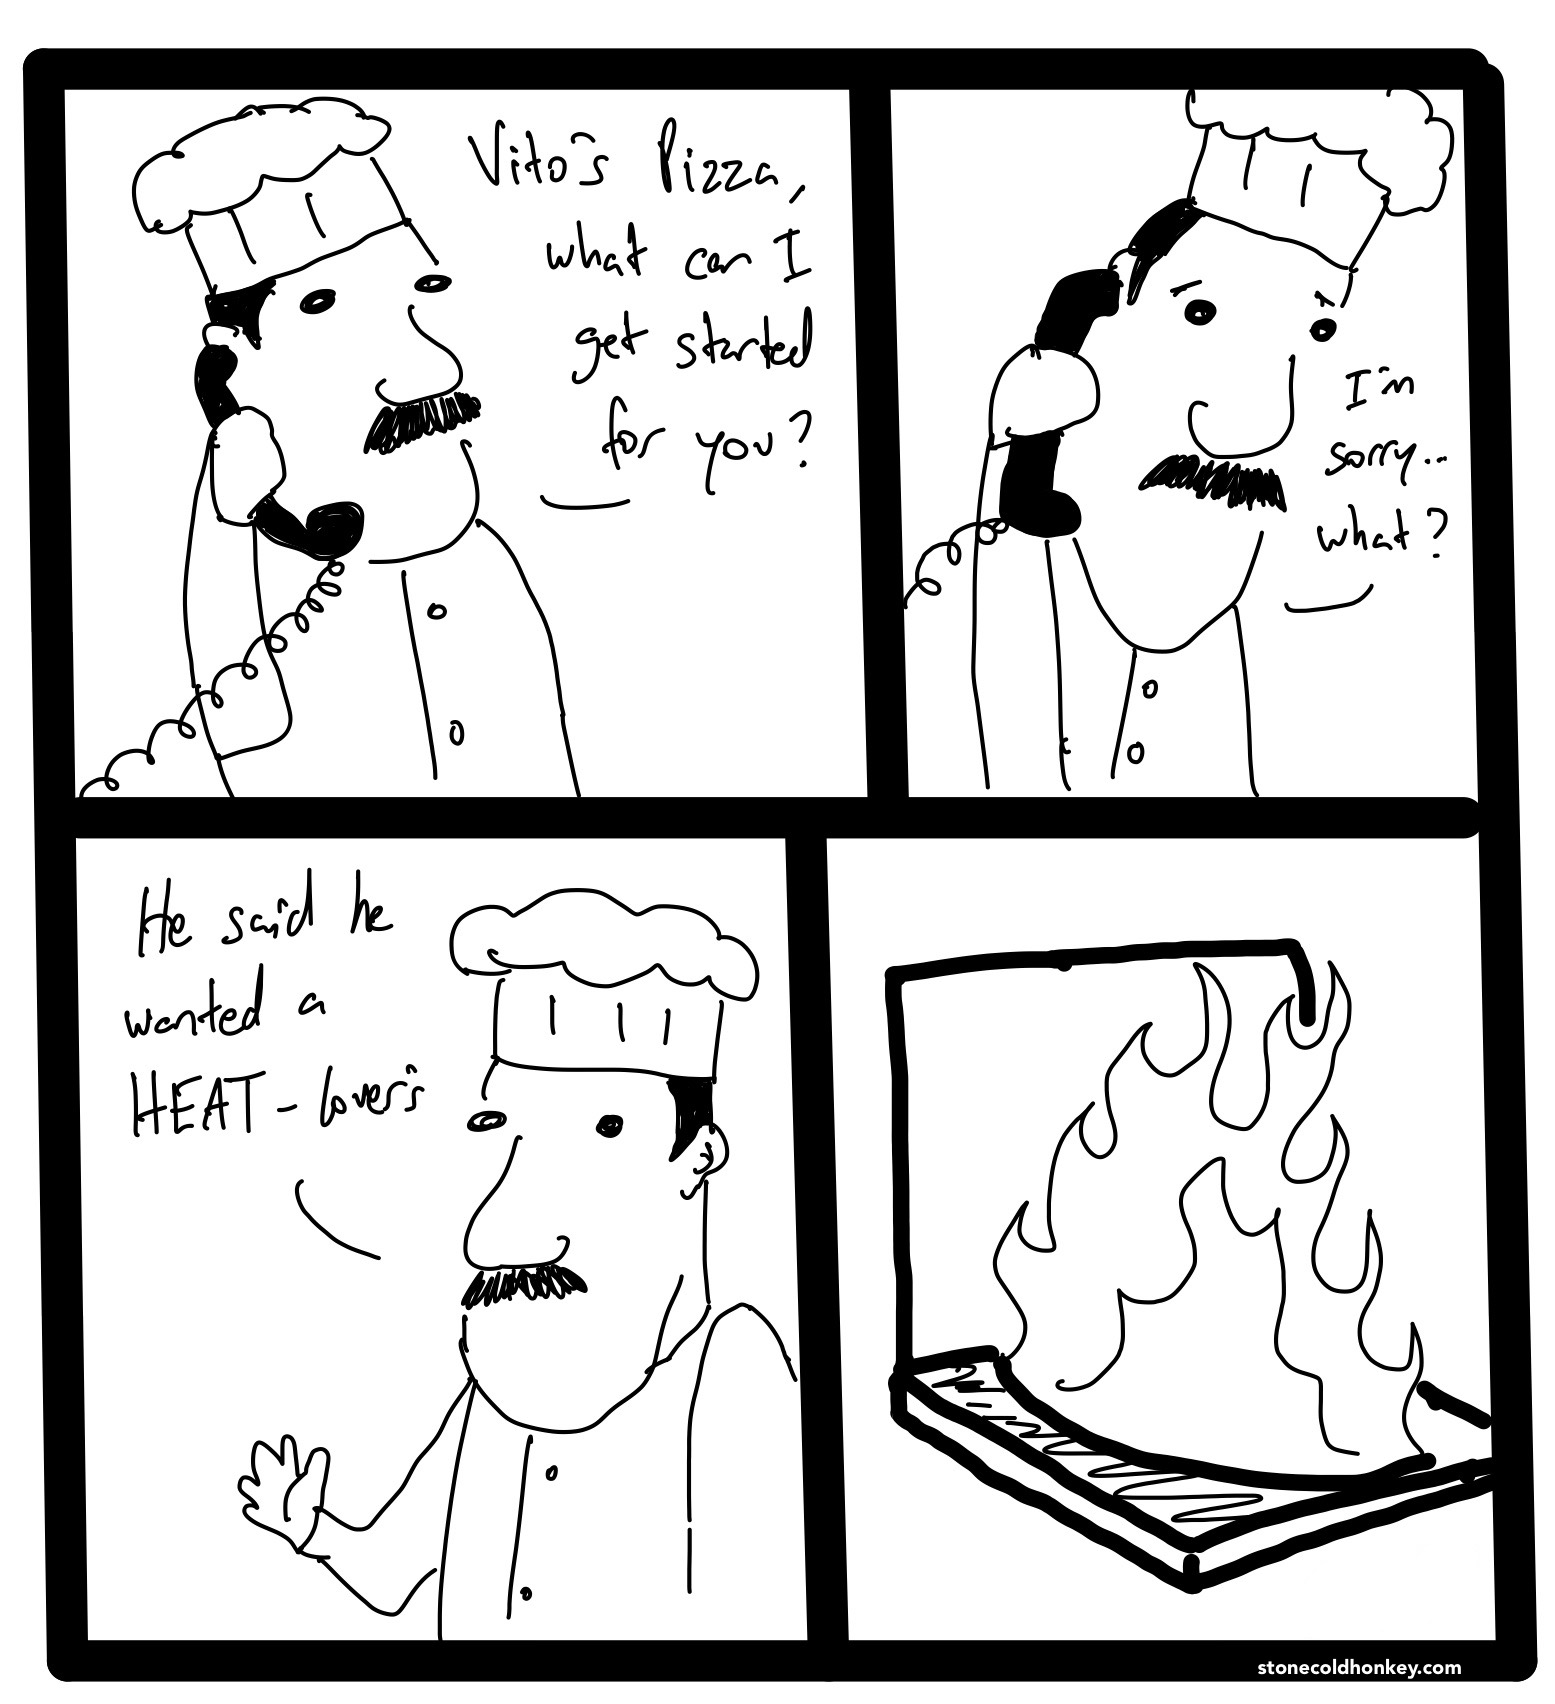 Vito's Pizza,
what can I
get started
for you?
I'm
sorry..
what?
He said he
wanted a
HEAT-lover's
stonecoldhonkey.com